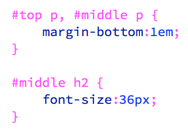 #top p, #middle p {
    margin-bottom:1em;
}

#middle h2 {
    font-size:36px;
}